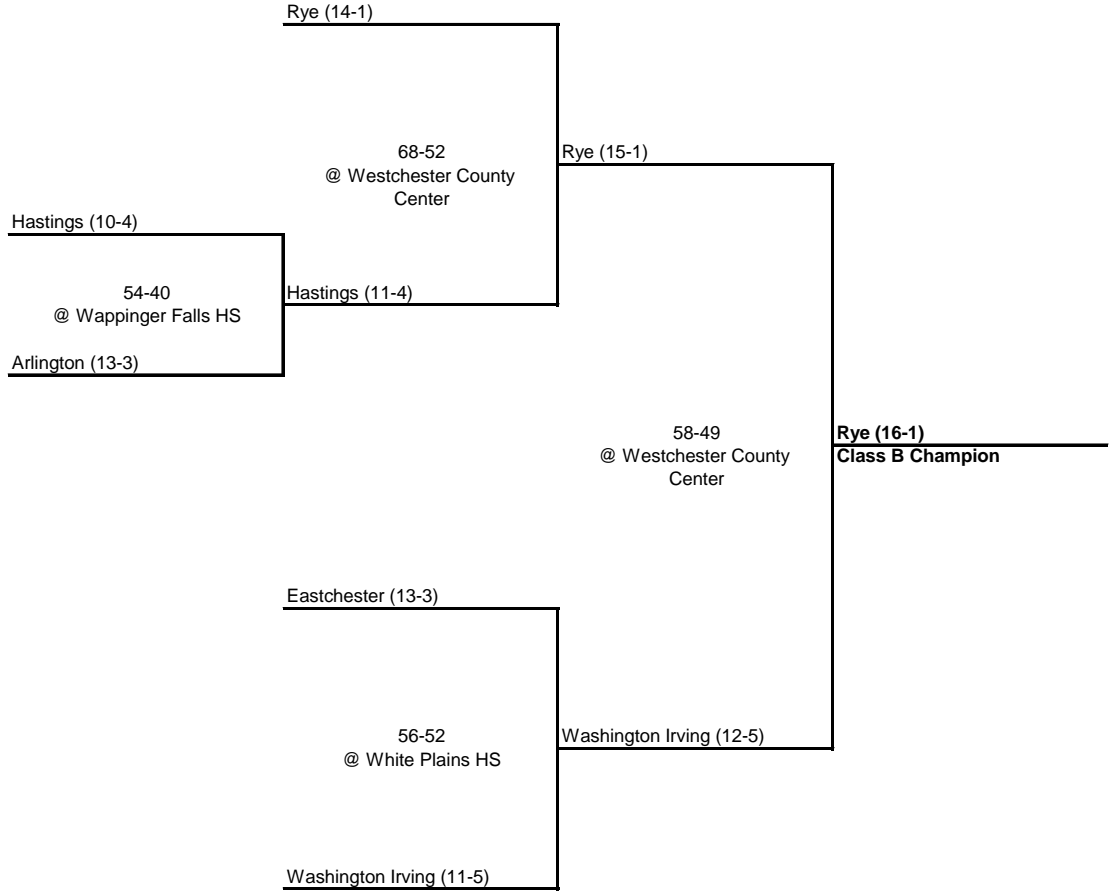 Rye (14-1)
68-52
@ Westchester County
Center
Rye (15-1)
Hastings (10-4)
54-40
@ Wappinger Falls HS
Hastings (11-4)
Arlington (13-3)
58-49
@ Westchester County
Center
Rye (16-1)
Class B Champion
Eastchester (13-3)
56-52
@ White Plains HS
Washington Irving (12-5)
Washington Irving (11-5)